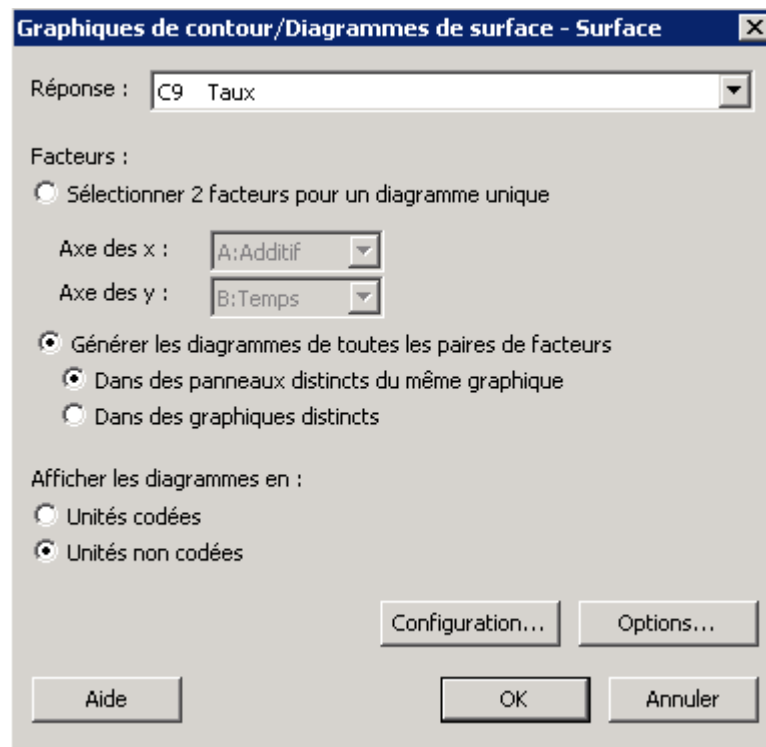 Graphiques de contour/Diagrammes de surface - Surface
Réponse : C9 Taux
Facteurs :
Sélectionner 2 facteurs pour un diagramme unique
Axe des x : A:Additif
Axe des y : B:Temps
Générer les diagrammes de toutes les paires de facteurs
Dans des panneaux distincts du même graphique
Dans des graphiques distincts
Afficher les diagrammes en :
Unités codées
Unités non codées
Configuration... Options...
Aide OK Annuler